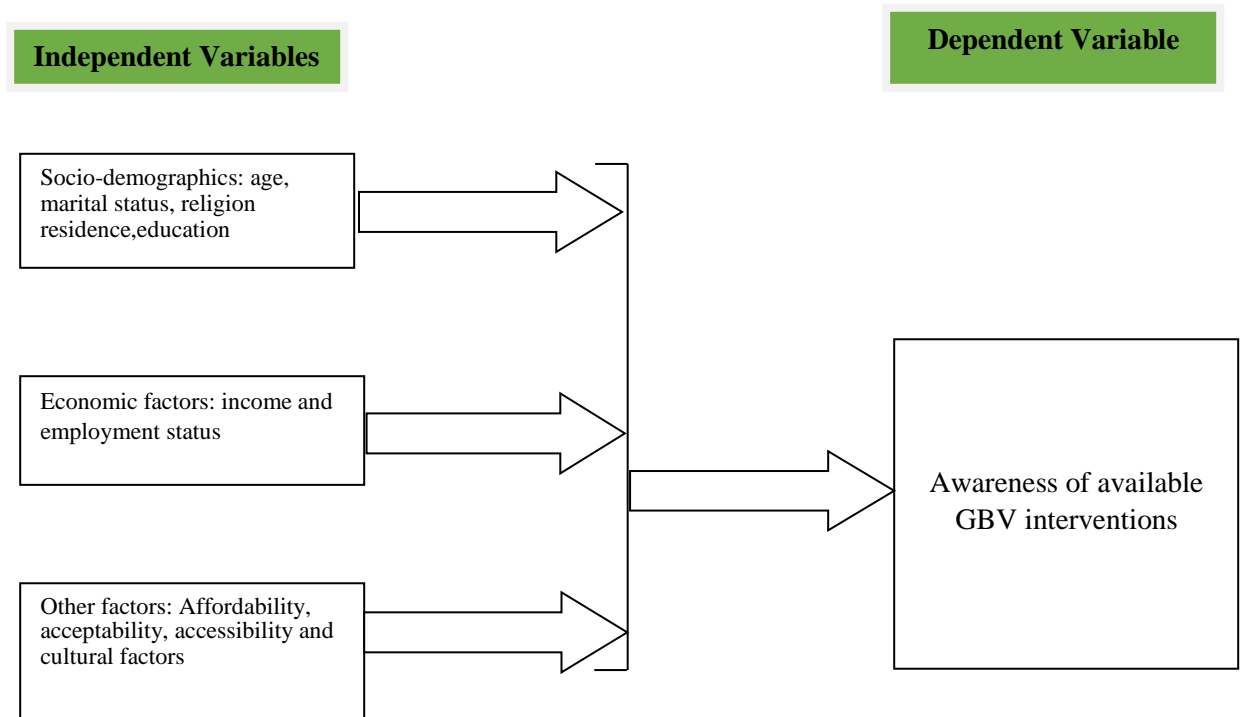 Independent Variables
Dependent Variable
Socio-demographics: age,
marital status, religion
residence,education
Economic factors: income and
employment status
Awareness of available
GBV interventions
Other factors: Affordability,
acceptability, accessibility and
cultural factors